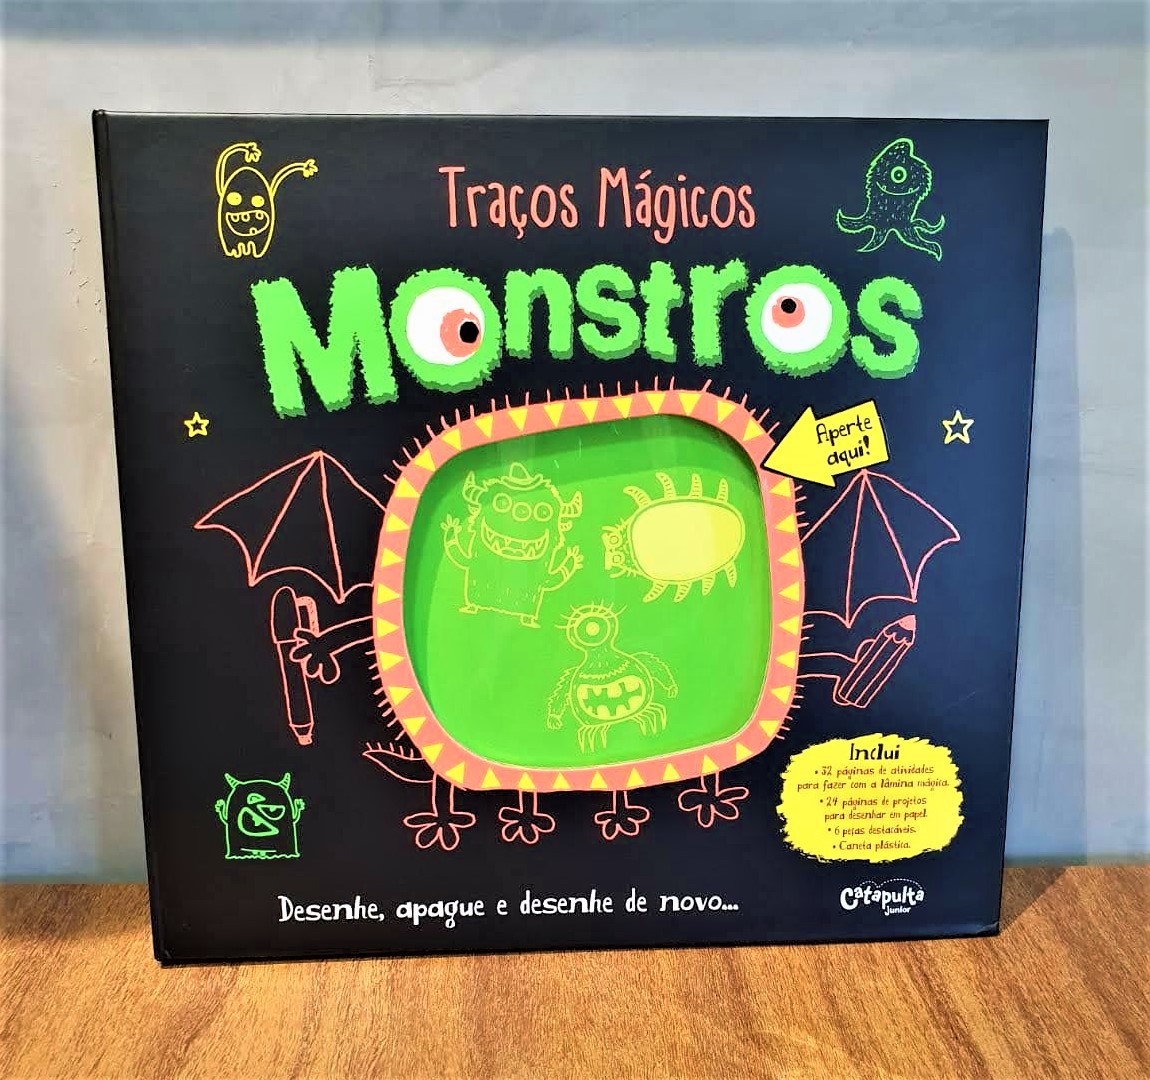 Traços Mágicos
Monstros
Aperte
aqui!
Inclui
• 32 páginas de atividades
para fazer com a lâmina mágica.
• 24 páginas de projetos
para desenhar em papel.
• 6 peças destacáveis.
• Caneta plástica.
Desenhe, apague e desenhe de novo...
Catapulta
junior